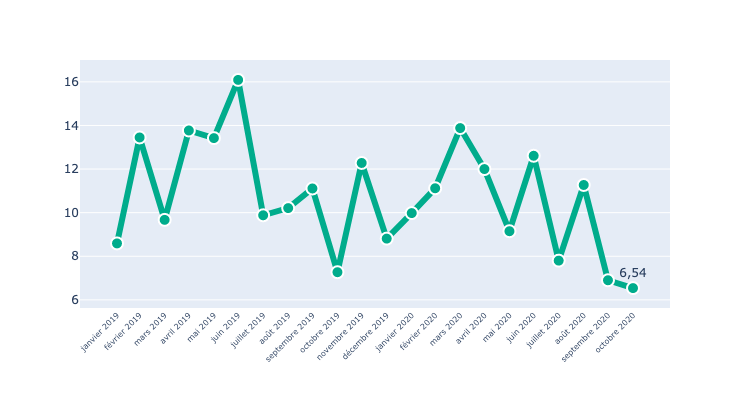 16
14
12
10
8
6
6,54
janvier 2019
février 2019
mars 2019
avril 2019
mai 2019
juin 2019
juillet 2019
août 2019
septembre 2019
octobre 2019
novembre 2019
décembre 2019
janvier 2020
février 2020
mars 2020
avril 2020
mai 2020
juin 2020
juillet 2020
août 2020
septembre 2020
octobre 2020